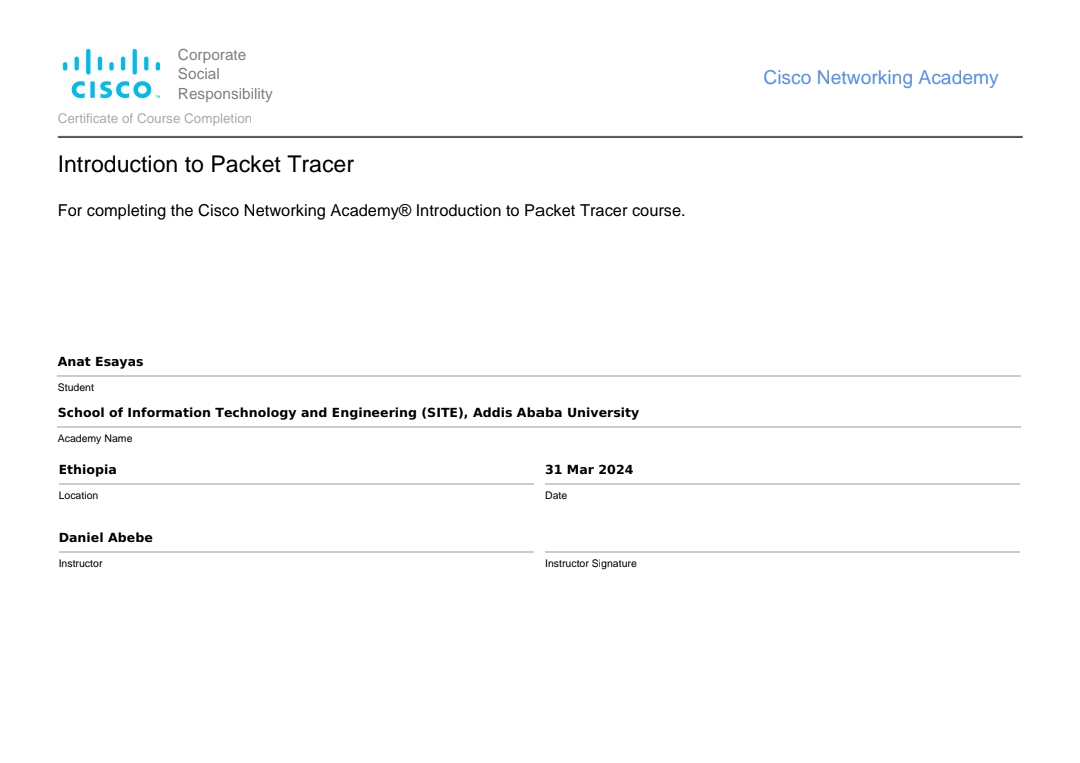 Corporate
Social
Responsibility
CISCO™
Cisco Networking Academy
Certificate of Course Completion
Introduction to Packet Tracer
For completing the Cisco Networking Academy® Introduction to Packet Tracer course.
Anat Esayas
Student
School of Information Technology and Engineering (SITE), Addis Ababa University
Academy Name
Ethiopia
31 Mar 2024
Location
Date
Daniel Abebe
Instructor
Instructor Signature